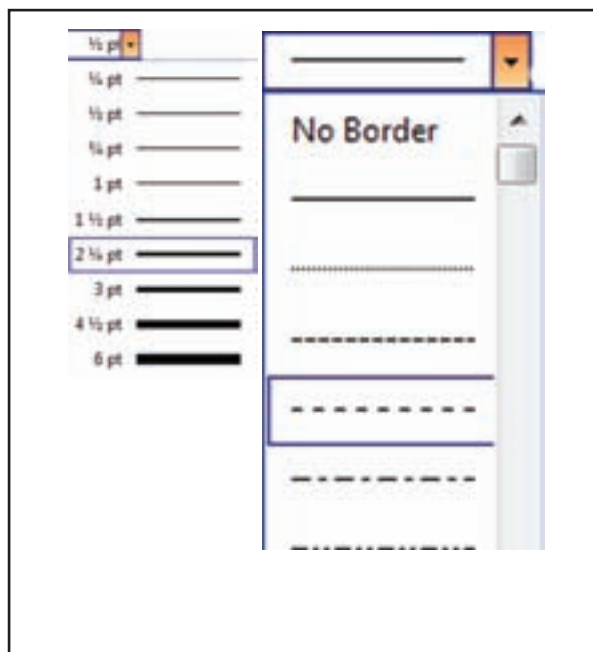 ½ pt
¼ pt
½ pt
¾ pt
1 pt
1 ½ pt
2 ¼ pt
3 pt
4 ½ pt
6 pt
No Border